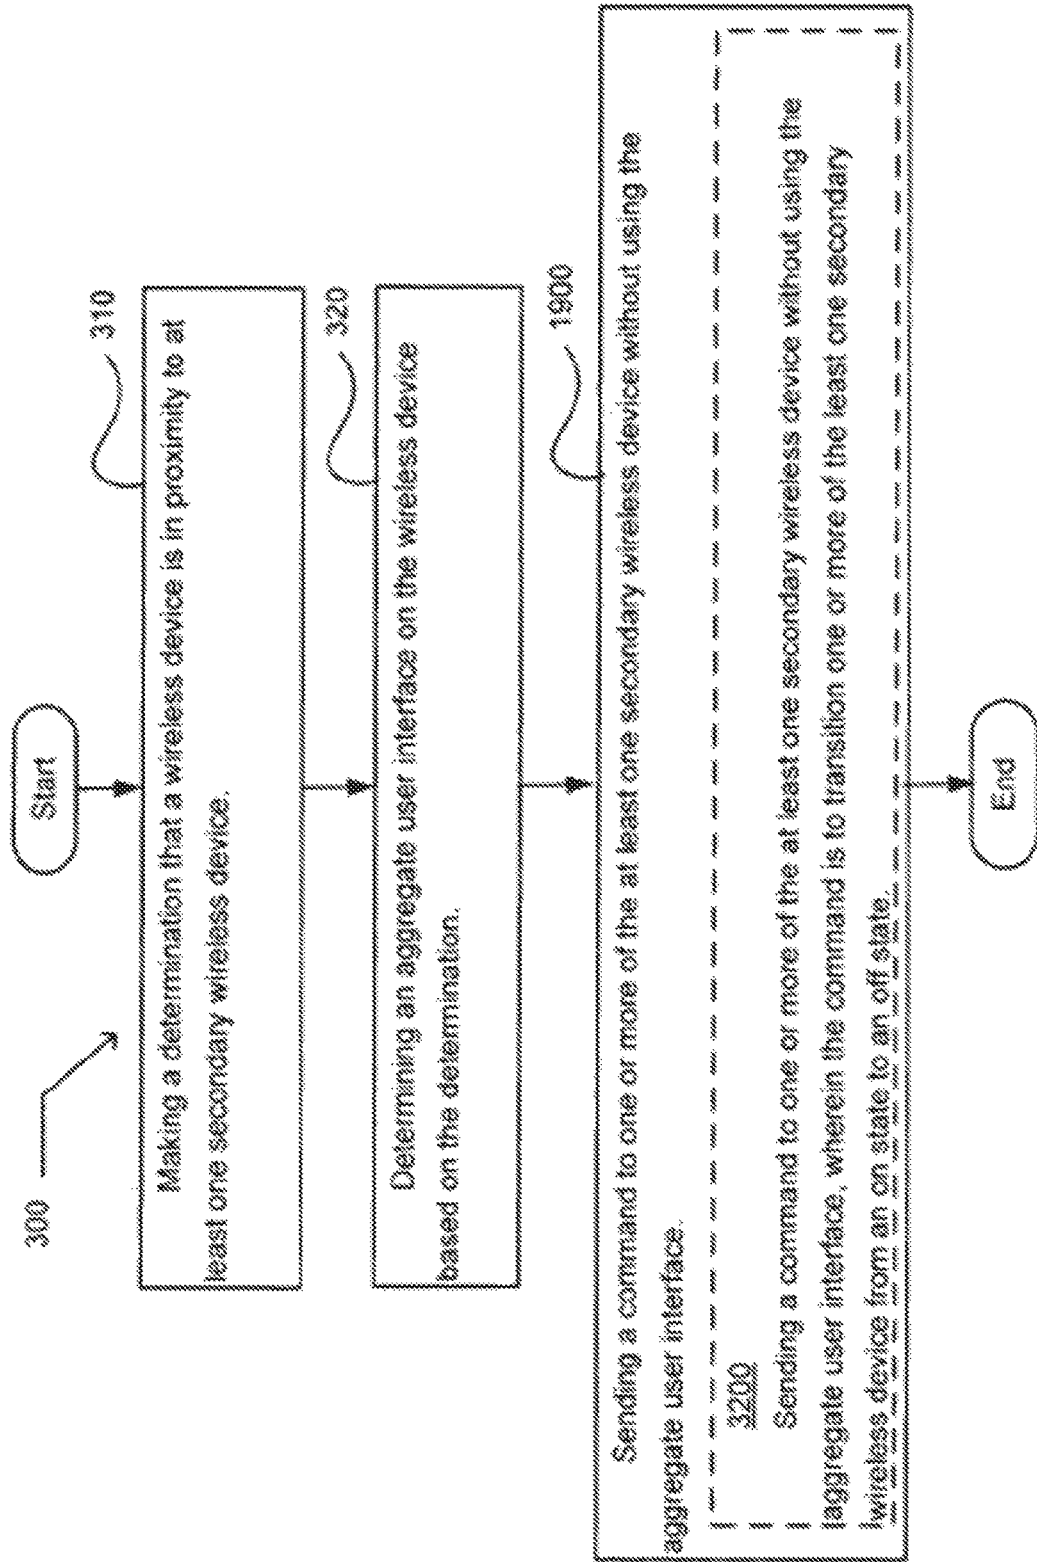 300
Start
310
Making a determination that a wireless device is in proximity to at
least one secondary wireless device.
320
Determining an aggregate user interface on the wireless device
based on the determination.
1900
Sending a command to one or more of the at least one secondary wireless device without using the
aggregate user interface.
3200
Sending a command to one or more of the at least one secondary wireless device without using the
aggregate user interface, wherein the command is to transition one or more of the least one secondary
wireless device from an on state to an off state.
End